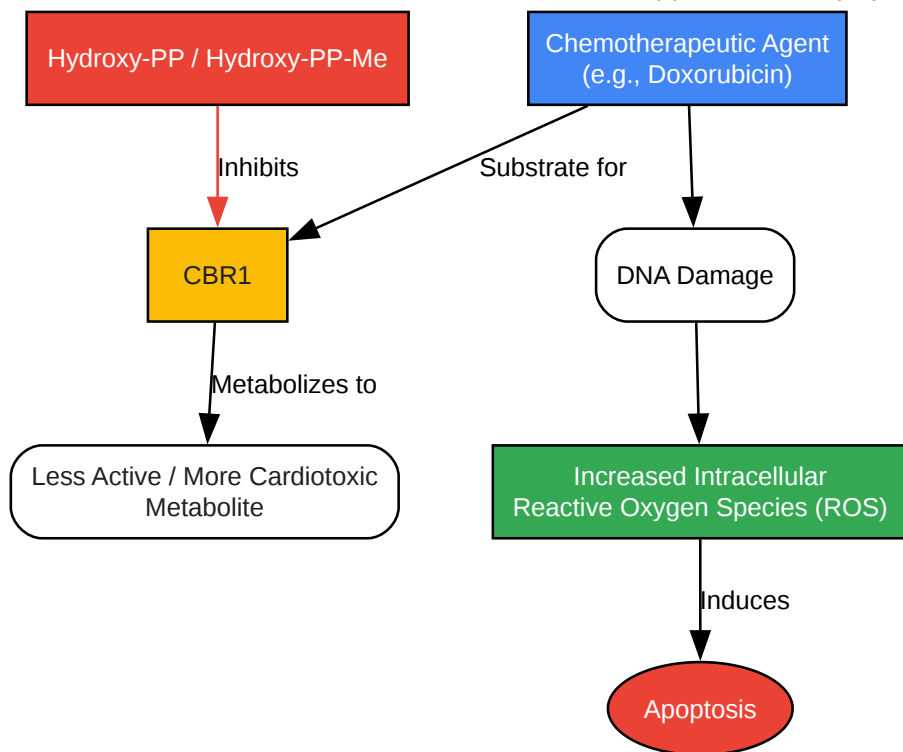 Hydroxy-PP / Hydroxy-PP-Me
Chemotherapeutic Agent
(e.g., Doxorubicin)
Inhibits
Substrate for
CBR1
DNA Damage
Metabolizes to
Less Active / More Cardiotoxic
Metabolite
Increased Intracellular
Reactive Oxygen Species (ROS)
Induces
Apoptosis